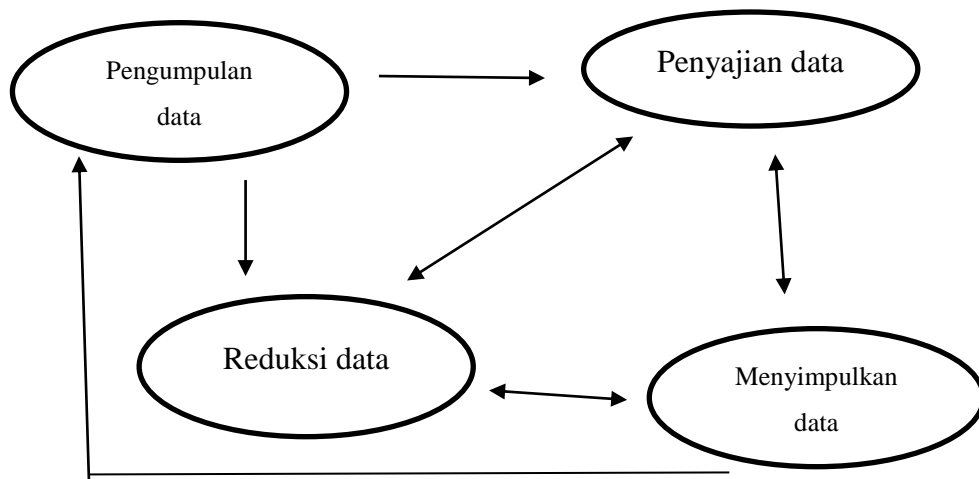 Pengumpulan
data
Penyajian data
Reduksi data
Menyimpulkan
data